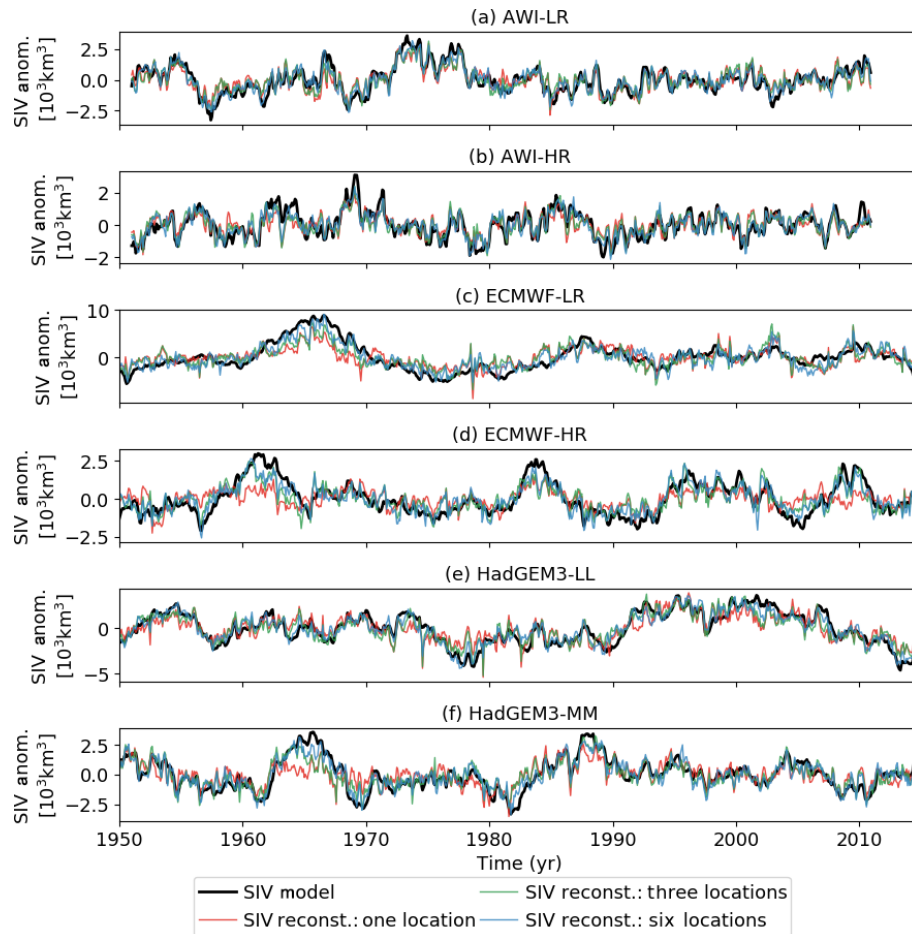 (a) AWI-LR
SIV anom.
[10³km³]
2.5
0.0
−2.5
(b) AWI-HR
SIV anom.
[10³km³]
2
0
−2
(c) ECMWF-LR
SIV anom.
[10³km³]
10
0
(d) ECMWF-HR
SIV anom.
[10³km³]
2.5
0.0
−2.5
(e) HadGEM3-LL
SIV anom.
[10³km³]
0
−5
(f) HadGEM3-MM
SIV anom.
[10³km³]
2.5
0.0
−2.5
1950 1960 1970 1980 1990 2000 2010
Time (yr)
SIV model
SIV reconst.: one location
SIV reconst.: three locations
SIV reconst.: six locations